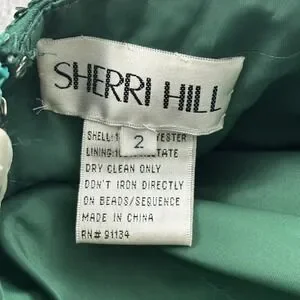 SHERRI HILL
2
SHELL:
LINING:
DRY CLEAN ONLY
DON'T IRON DIRECTLY
ON BEADS/SEQUENCE
MADE IN CHINA
RN# 91134